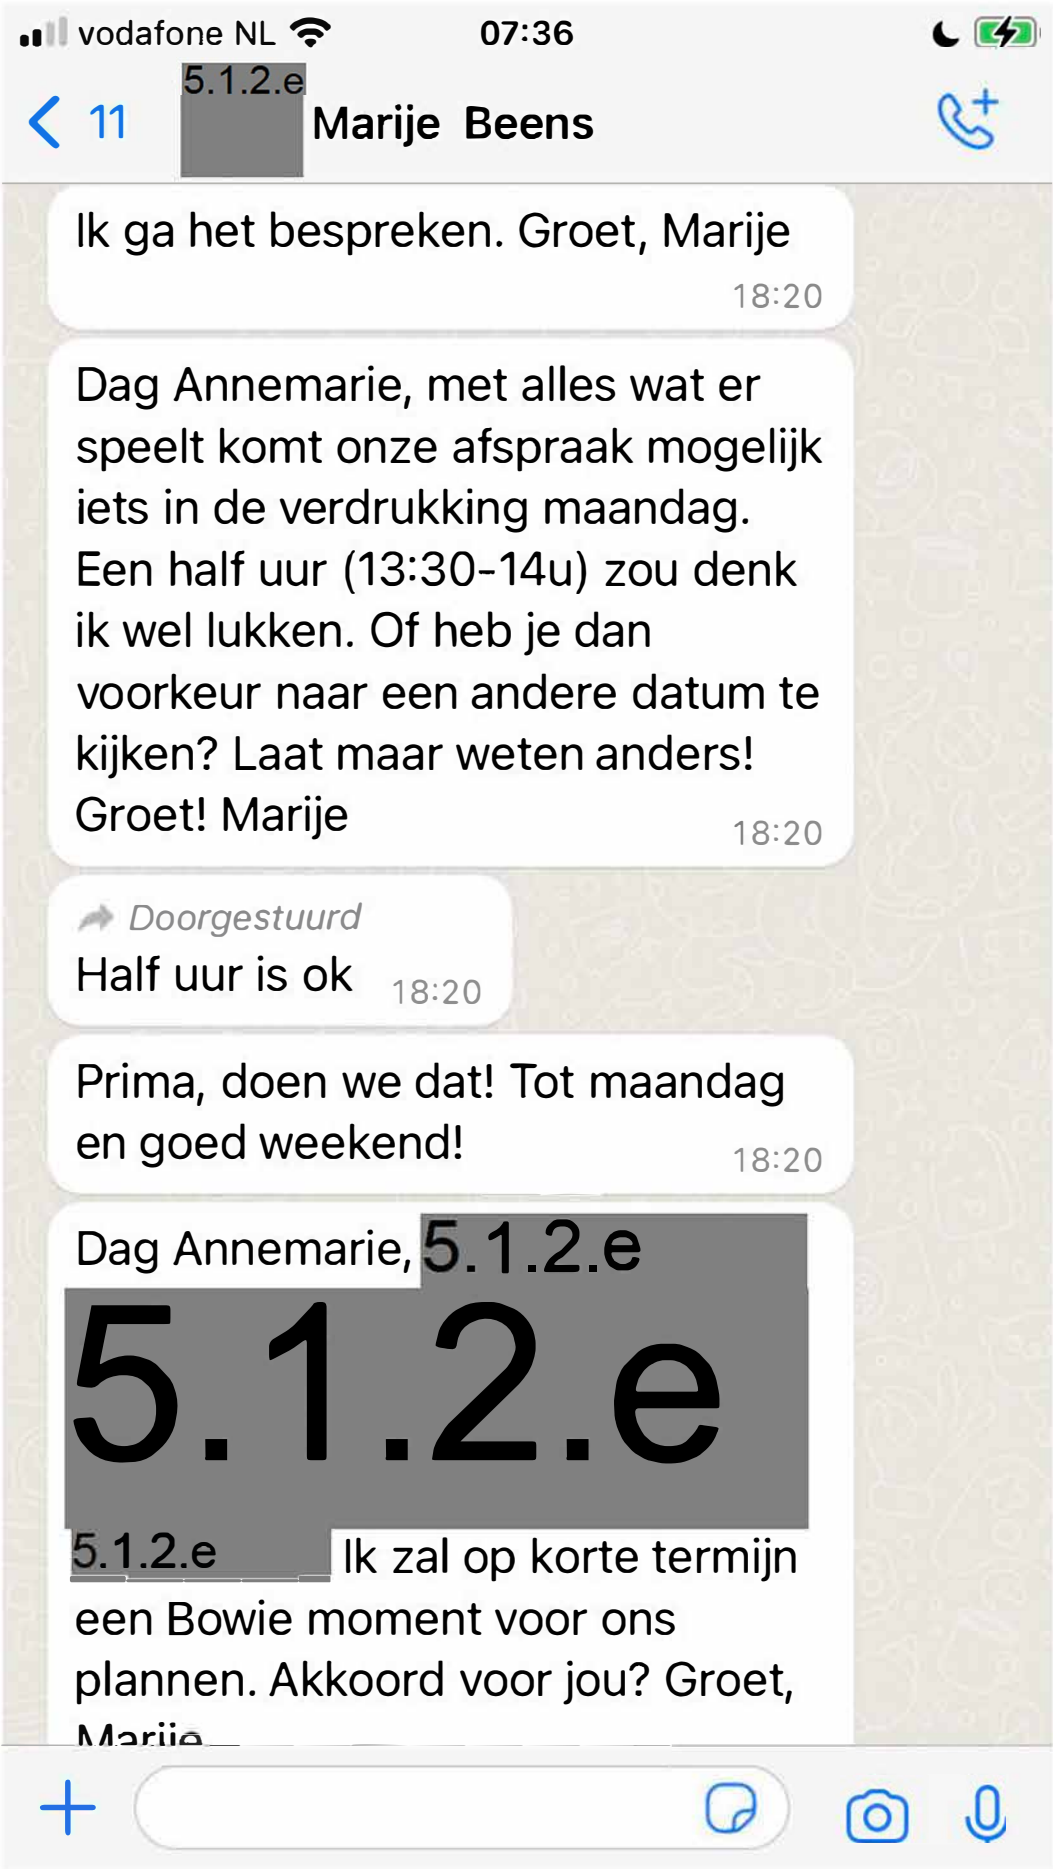 vodafone NL 07:36
5.1.2.e
11 Marije Beens
Ik ga het bespreken. Groet, Marije
18:20
Dag Annemarie, met alles wat er
speelt komt onze afspraak mogelijk
iets in de verdrukking maandag.
Een half uur (13:30-14u) zou denk
ik wel lukken. Of heb je dan
voorkeur naar een andere datum te
kijken? Laat maar weten anders!
Groet! Marije
18:20
Doorgestuurd
Half uur is ok 18:20
Prima, doen we dat! Tot maandag
en goed weekend!
18:20
Dag Annemarie, 5.1.2.e
5.1.2.e
5.1.2.e Ik zal op korte termijn
een Bowie moment voor ons
plannen. Akkoord voor jou? Groet,
Marije